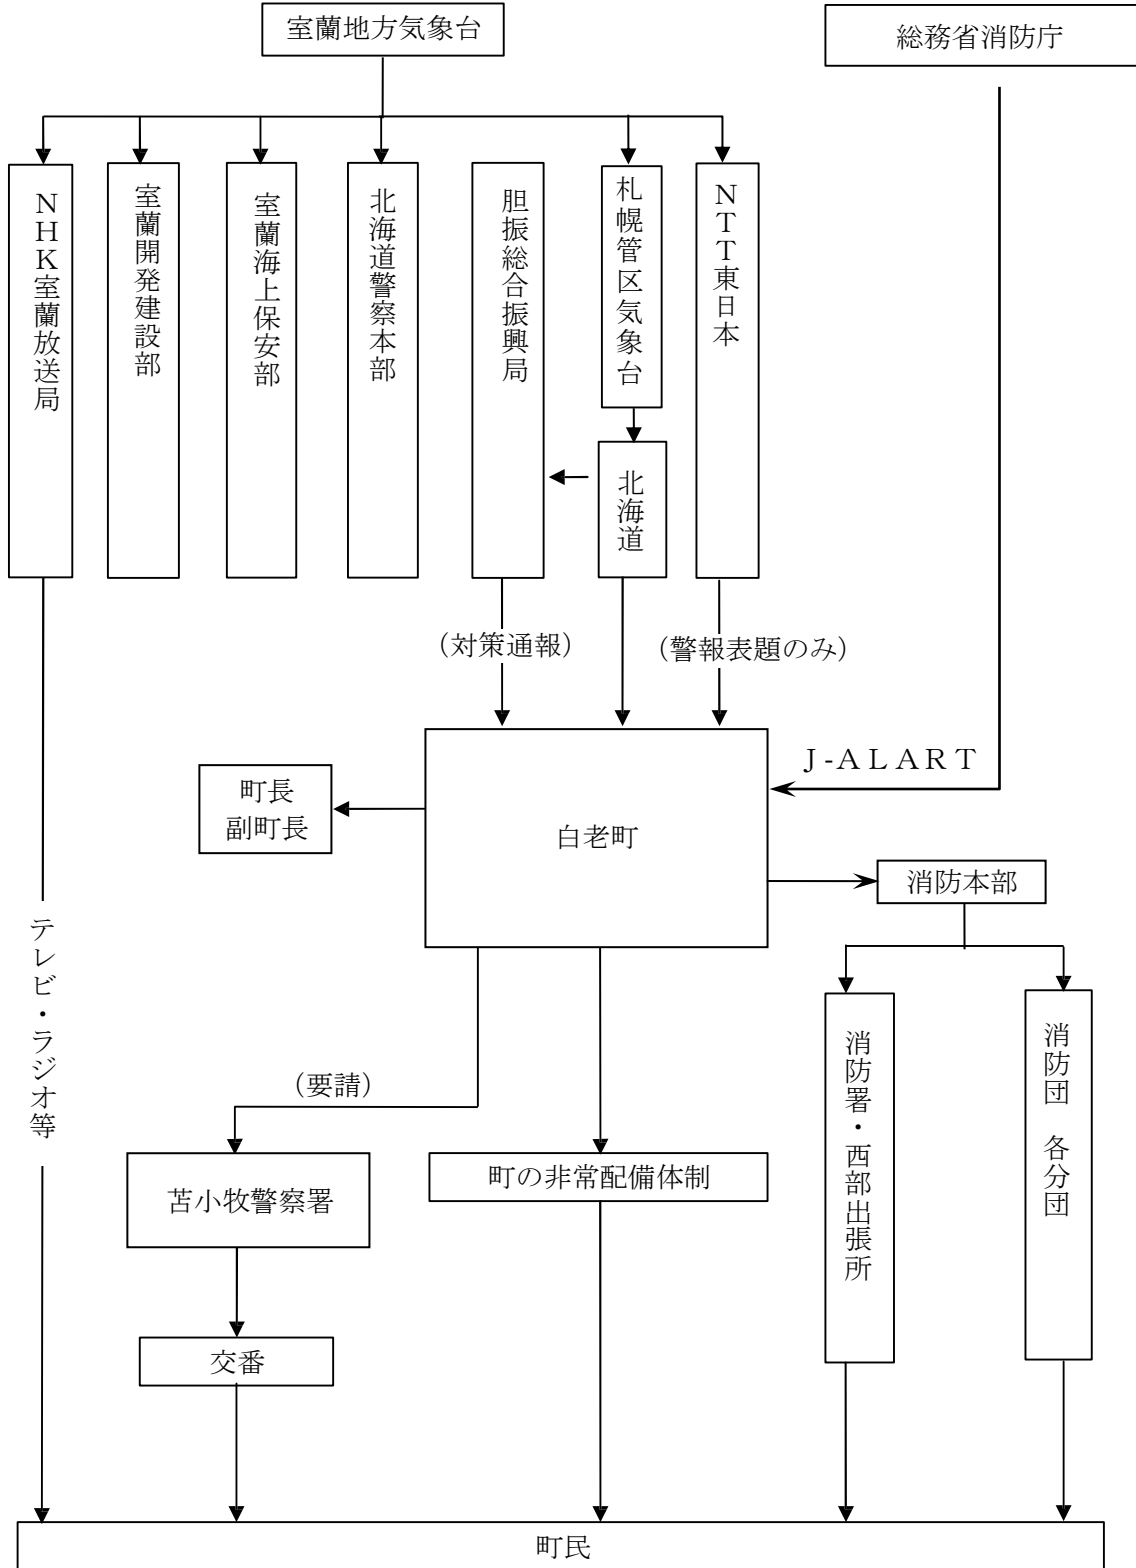 室蘭地方気象台
総務省消防庁
NHK室蘭放送局
室蘭開発建設部
室蘭海上保安部
北海道警察本部
胆振総合振興局
札幌管区気象台
NTT東日本
北海道
（対策通報）
（警報表題のみ）
J-ALART
町長
副町長
白老町
消防本部
テレビ・ラジオ等
消防署・西部出張所
消防団　各分団
（要請）
苫小牧警察署
町の非常配備体制
交番
町民